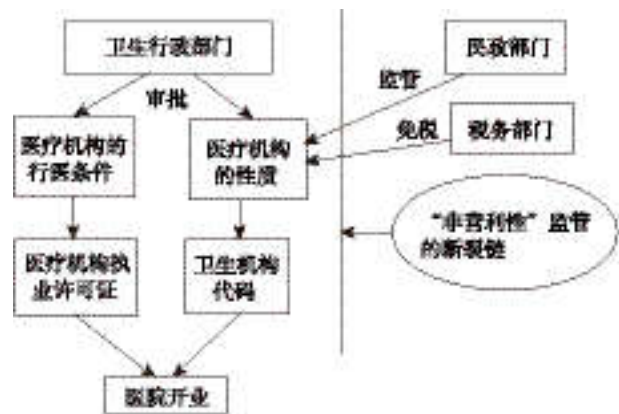 卫生行政部门
民政部门
监管
审批
免税
税务部门
医疗机构的
行医条件
医疗机构
的性质
“非营利性”监管
的断裂链
医疗机构执
业许可证
卫生机构
代码
医院开业